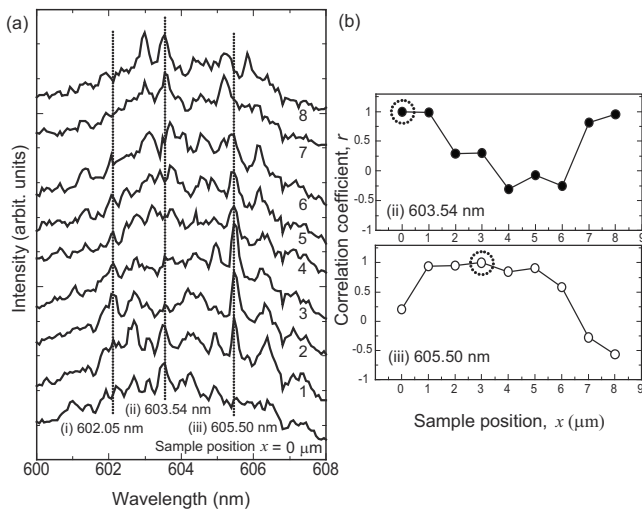 (a)
Intensity (arbit. units)
8
7
6
5
4
3
2
1
(ii) 603.54 nm
(i) 602.05 nm
(iii) 605.50 nm
Sample position x = 0 μm
600 602 604 606 608
Wavelength (nm)
(b)
Correlation coefficient, r
1
0.5
0
-0.5
-1
(ii) 603.54 nm
0 1 2 3 4 5 6 7 8 9
1
0.5
0
-0.5
-1
(iii) 605.50 nm
0 1 2 3 4 5 6 7 8 9
Sample position, x (μm)